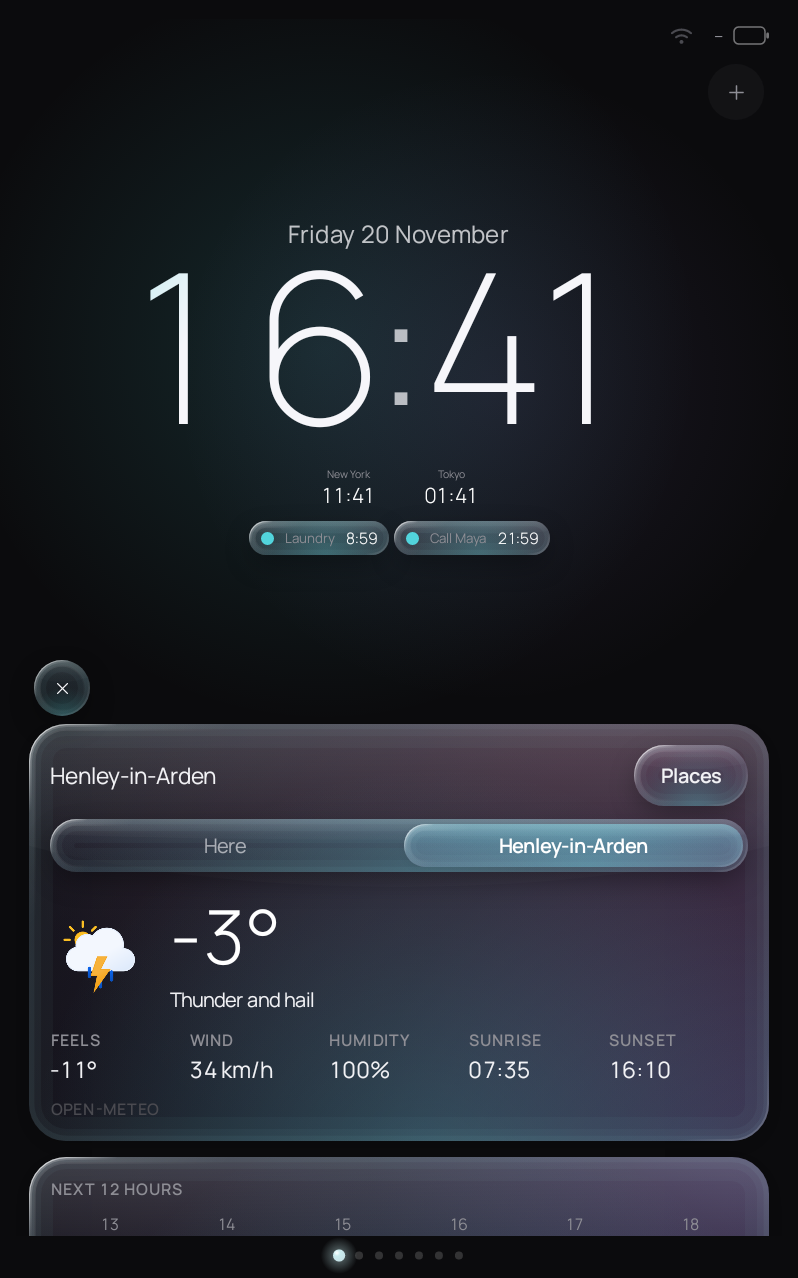 Friday 20 November
16:41
New York Tokyo
11:41 01:41
Laundry 8:59 Call Maya 21:59
Henley-in-Arden Places
Here Henley-in-Arden
-3°
Thunder and hail
FEELS WIND HUMIDITY SUNRISE SUNSET
-11° 34 km/h 100% 07:35 16:10
OPEN-METEO
NEXT 12 HOURS
13 14 15 16 17 18